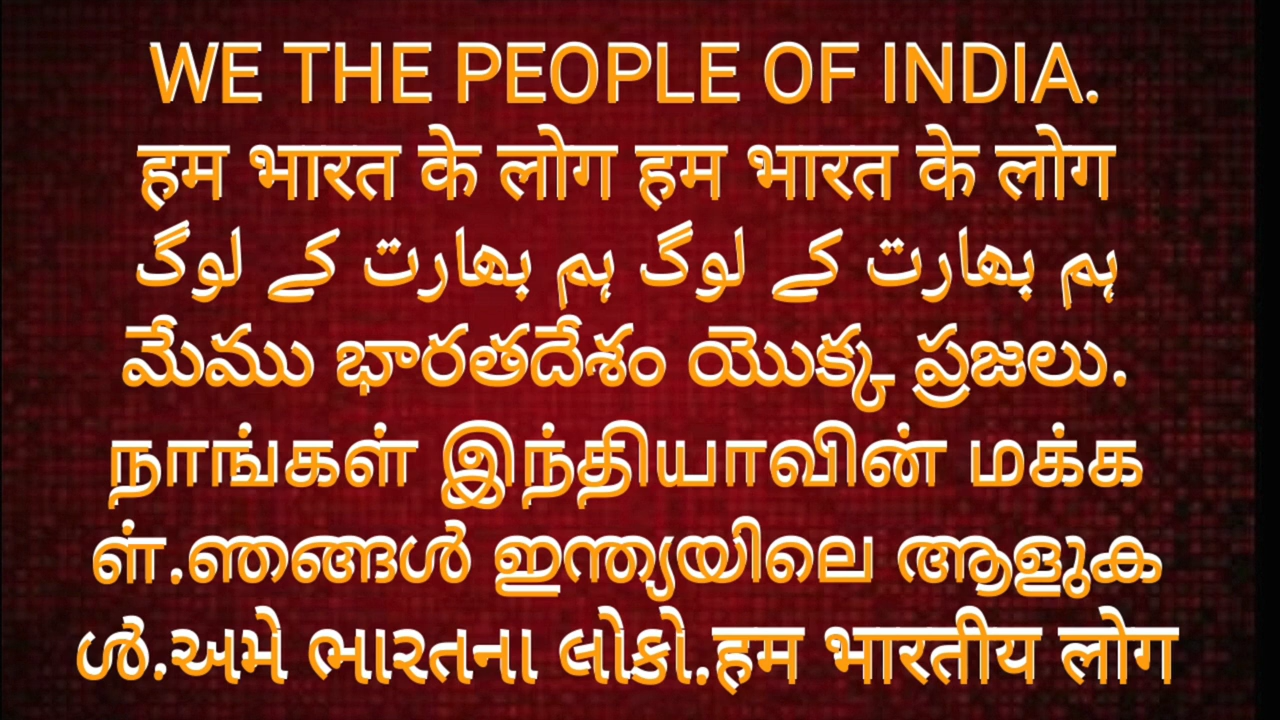 WE THE PEOPLE OF INDIA.
हम भारत के लोग हम भारत के लोग
ہم بھارت کے لوگ ہم بھارت کے لوگ
మేము భారతదేశం యొక్క ప్రజలు.
நாங்கள் இந்தியாவின் மக்க
ள்.ഞങ്ങൾ ഇന്ത്യയിലെ ആളുക
ൾ.અમે ભારતના લોકો.हम भारतीय लोग